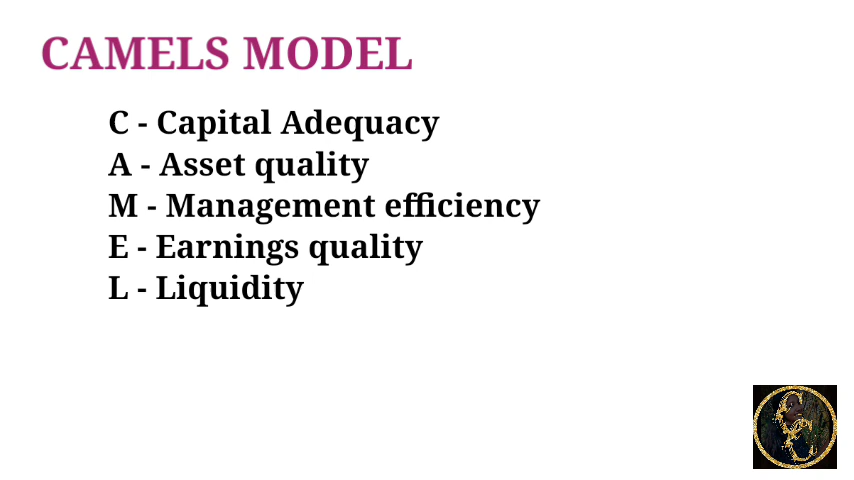 CAMELS MODEL
C - Capital Adequacy
A - Asset quality
M - Management efficiency
E - Earnings quality
L - Liquidity